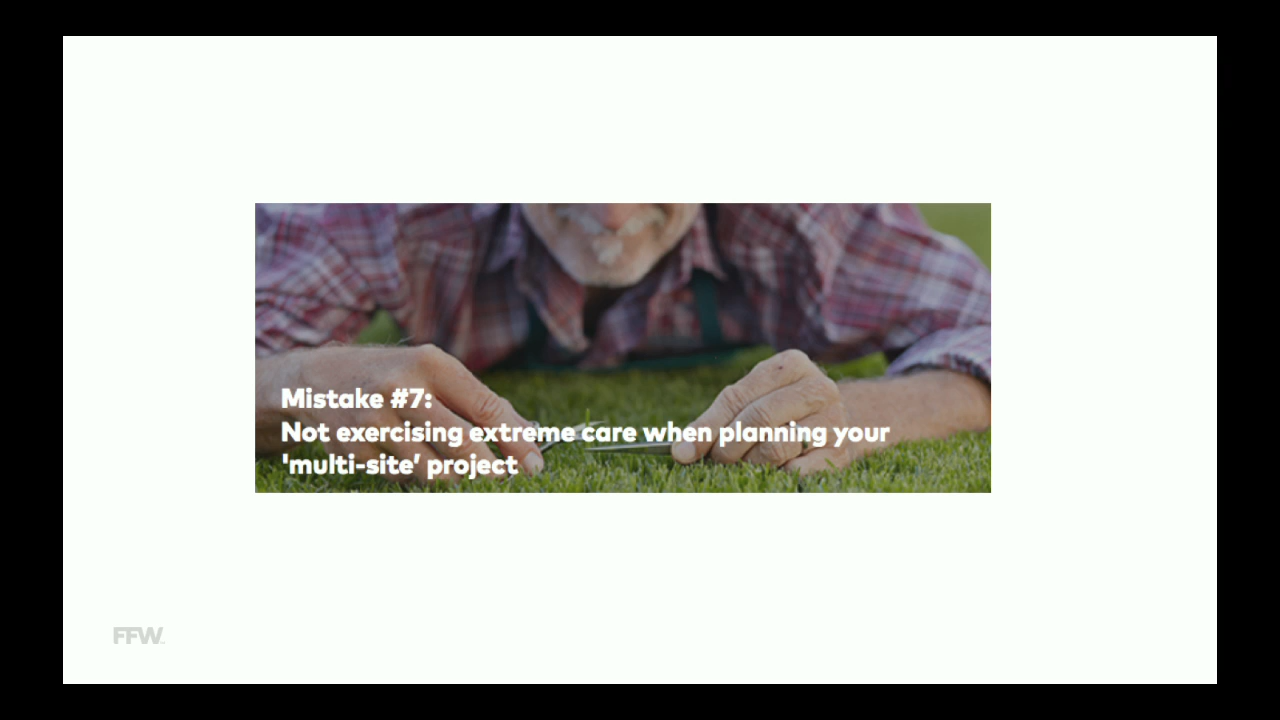 Mistake #7:
Not exercising extreme care when planning your
'multi-site’ project
FFW